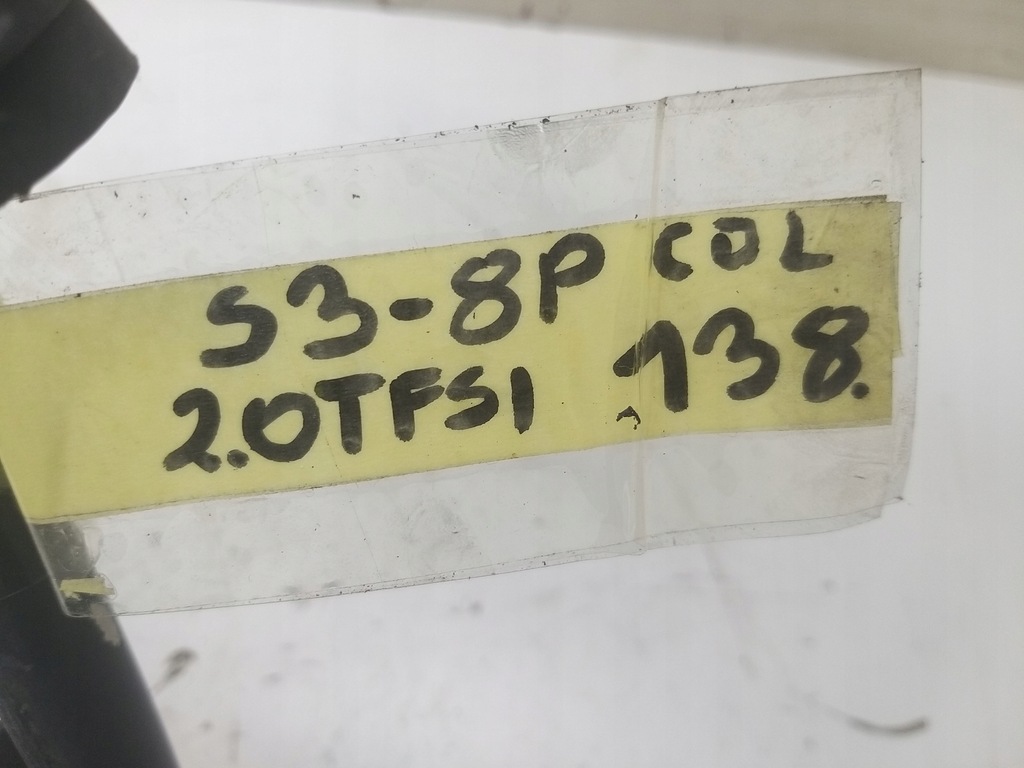 S3-8P CDL
2.0TFSI 138.